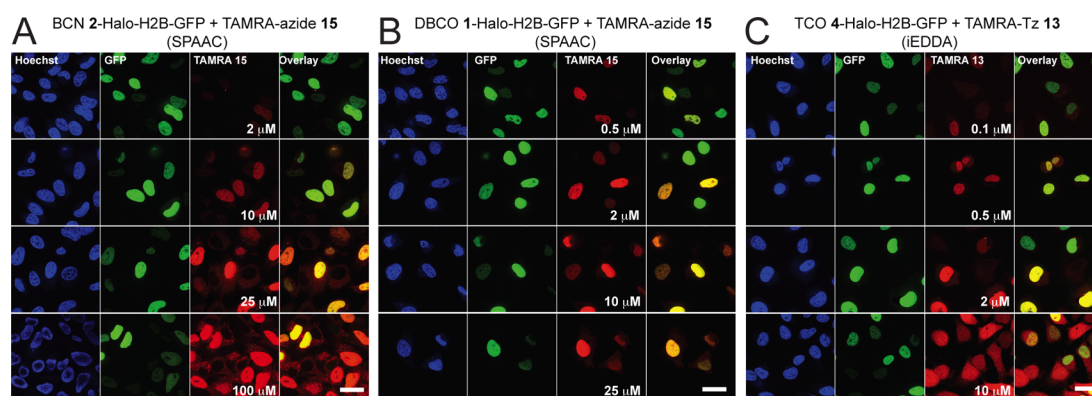 A
BCN 2-Halo-H2B-GFP + TAMRA-azide 15
(SPAAC)
Hoechst GFP TAMRA 15 Overlay
2 μM
10 μM
25 μM
100 μM
B
DBCO 1-Halo-H2B-GFP + TAMRA-azide 15
(SPAAC)
Hoechst GFP TAMRA 15 Overlay
0.5 μM
2 μM
10 μM
25 μM
C
TCO 4-Halo-H2B-GFP + TAMRA-Tz 13
(iEDDA)
Hoechst GFP TAMRA 13 Overlay
0.1 μM
0.5 μM
2 μM
10 μM